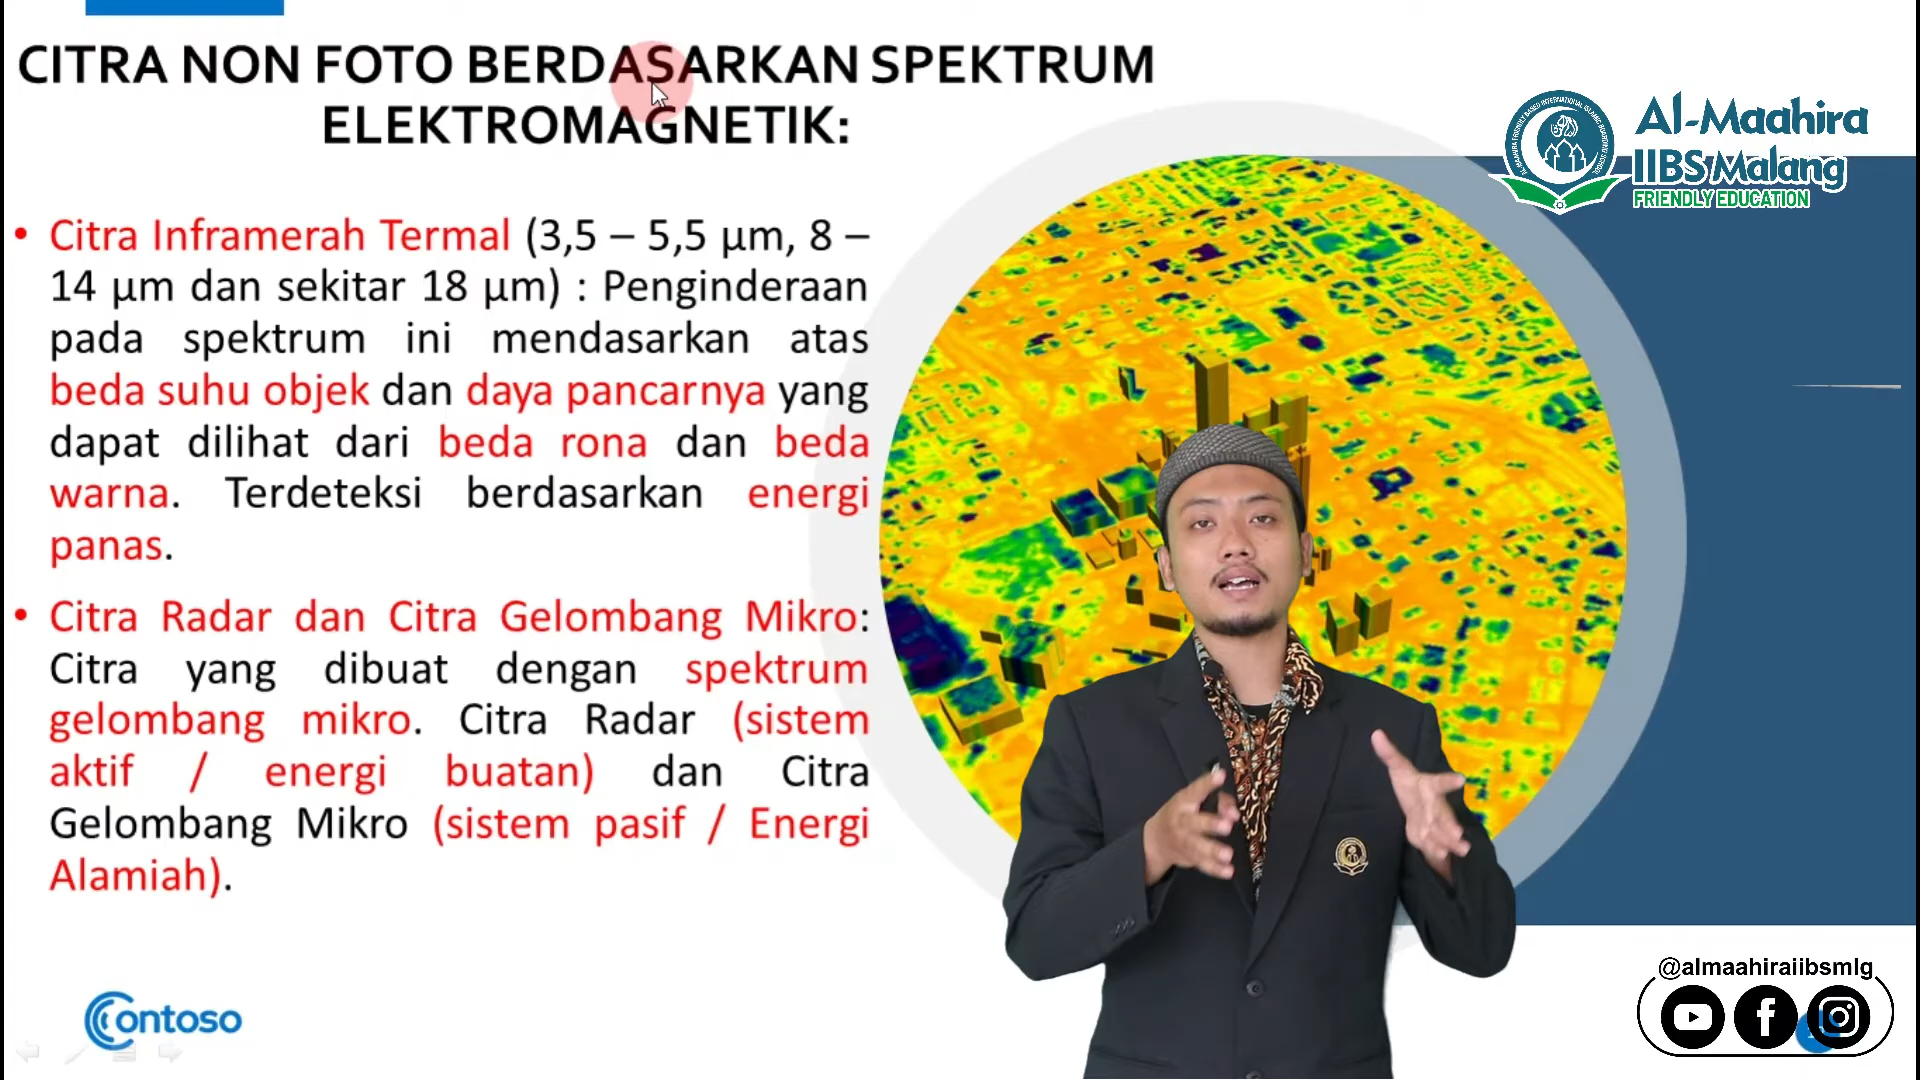 CITRA NON FOTO BERDASARKAN SPEKTRUM
ELEKTROMAGNETIK:
• Citra Inframerah Termal (3,5 – 5,5 µm, 8 –
14 µm dan sekitar 18 µm) : Penginderaan
pada spektrum ini mendasarkan atas
beda suhu objek dan daya pancarnya yang
dapat dilihat dari beda rona dan beda
warna. Terdeteksi berdasarkan energi
panas.
• Citra Radar dan Citra Gelombang Mikro:
Citra yang dibuat dengan spektrum
gelombang mikro. Citra Radar (sistem
aktif / energi buatan) dan Citra
Gelombang Mikro (sistem pasif / Energi
Alamiah).
Al-Maahira
IIBS Malang
FRIENDLY EDUCATION
Contoso
@almaahiraiibsmlg